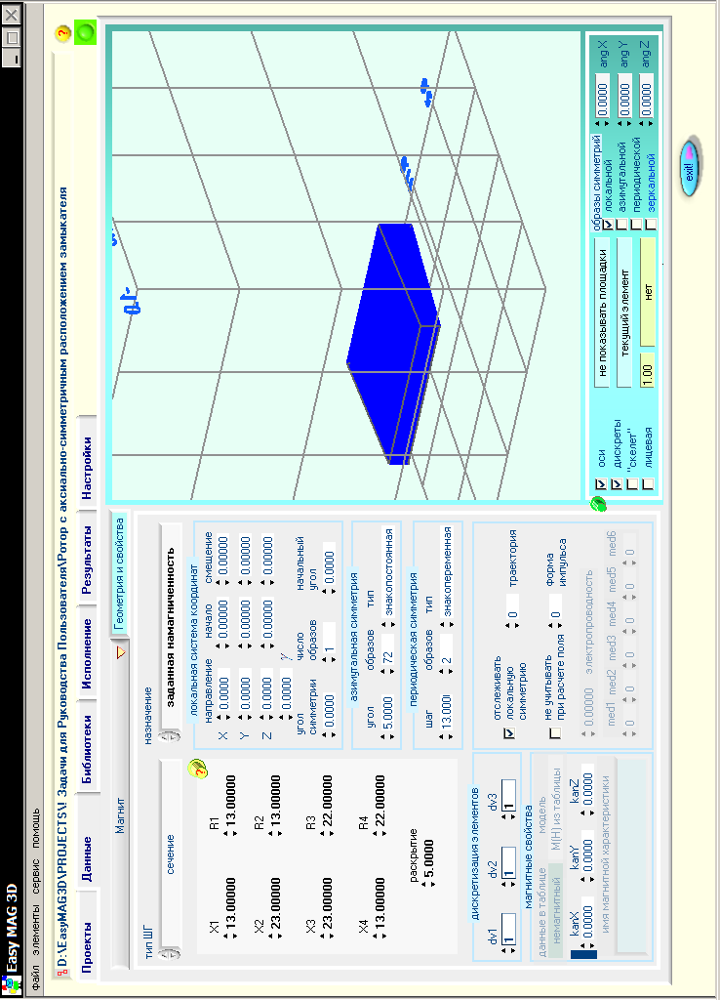 Easy MAG 3D
файл элементы сервис помощь
D:\EasyMAG3D\PROJECTS\! Задачи для Руководства Пользователя\Ротор с аксиально-симметричным расположением замыкателя
Проекты Данные Библиотеки Исполнение Результаты Настройки
Магнит Геометрия и свойства
тип ШГ сечение
X1 13.00000 R1 13.00000
X2 23.00000 R2 13.00000
X3 23.00000 R3 22.00000
X4 13.00000 R4 22.00000
раскрытие
5.0000
дискретизация элементов
dv1 dv2 dv3
1 1 1
магнитные свойства
данные в таблице модель
немагнитный M(H) из таблицы
kanX kanY kanZ
0.0000 0.0000 0.0000
имя магнитной характеристики
назначение
заданная намагниченность
локальная система координат
направление начало смещение
X 0.0000 0.00000 0.00000
Y 0.0000 0.00000 0.00000
Z 0.0000 0.00000 0.00000
0.0000 γ
угол симметрии число образов начальный угол
0.0000 1 0.0000
азимутальная симметрия
угол образов тип
5.0000 72 знакопостоянная
периодическая симметрия
шаг образов тип
13.000 2 знакопеременная
отслеживать локальную симметрию 0 траектория
не учитывать при расчете поля 0 форма импульса
0.00000 электропроводность
med1 med2 med3 med4 med5 med6
0 0 0 0 0 0
оси
дискреты
"скелет"
лицевая
не показывать площадки
текущий элемент
1.00 нет
образы симметрий
локальной
азимутальной
периодической
зеркальной
0.0000 ang X
0.0000 ang Y
0.0000 ang Z
exit!